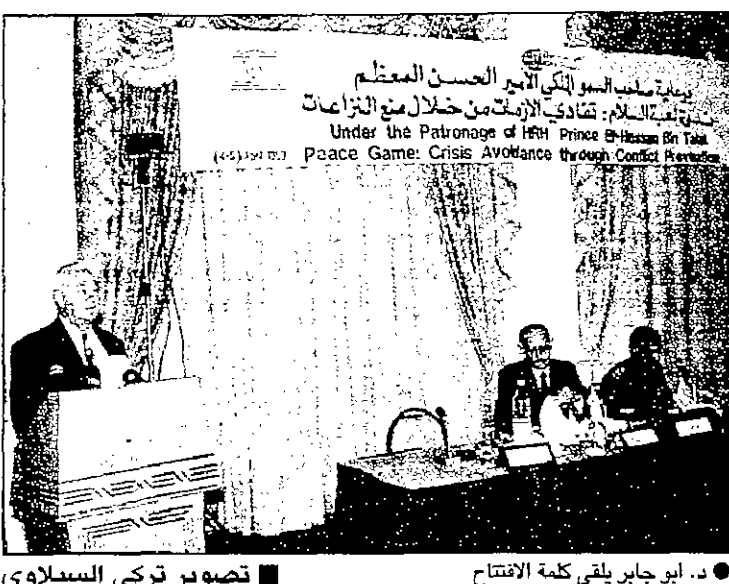 برعاية صاحب السمو الملكي الامير الحسن المعظم
لعبة السلام: تفادي الأزمات من خلال منع النزاعات
Under the Patronage of HRH Prince El-Hassan Bin Talal
Peace Game: Crisis Avoidance through Conflict Prevention
د. ابو جابر يلقي كلمة الافتتاح
تصوير تركي السيلاوي